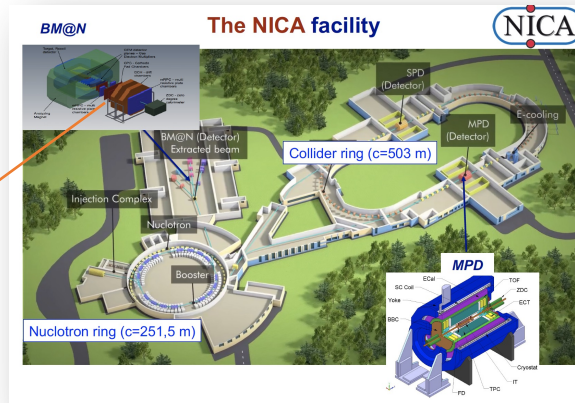 BM@N
The NICA facility
NICA
Magnet
ZDC
SPD
(Detector)
MPD
(Detector)
E-cooling
BM@N (Detector)
Extracted beam
Collider ring (c=503 m)
Injection Complex
Nuclotron
Booster
Nuclotron ring (c=251,5 m)
MPD
ECal
TOF
SC Coil
ZDC
Yoke
ECT
BBC
Cryostat
IT
TPC
FD